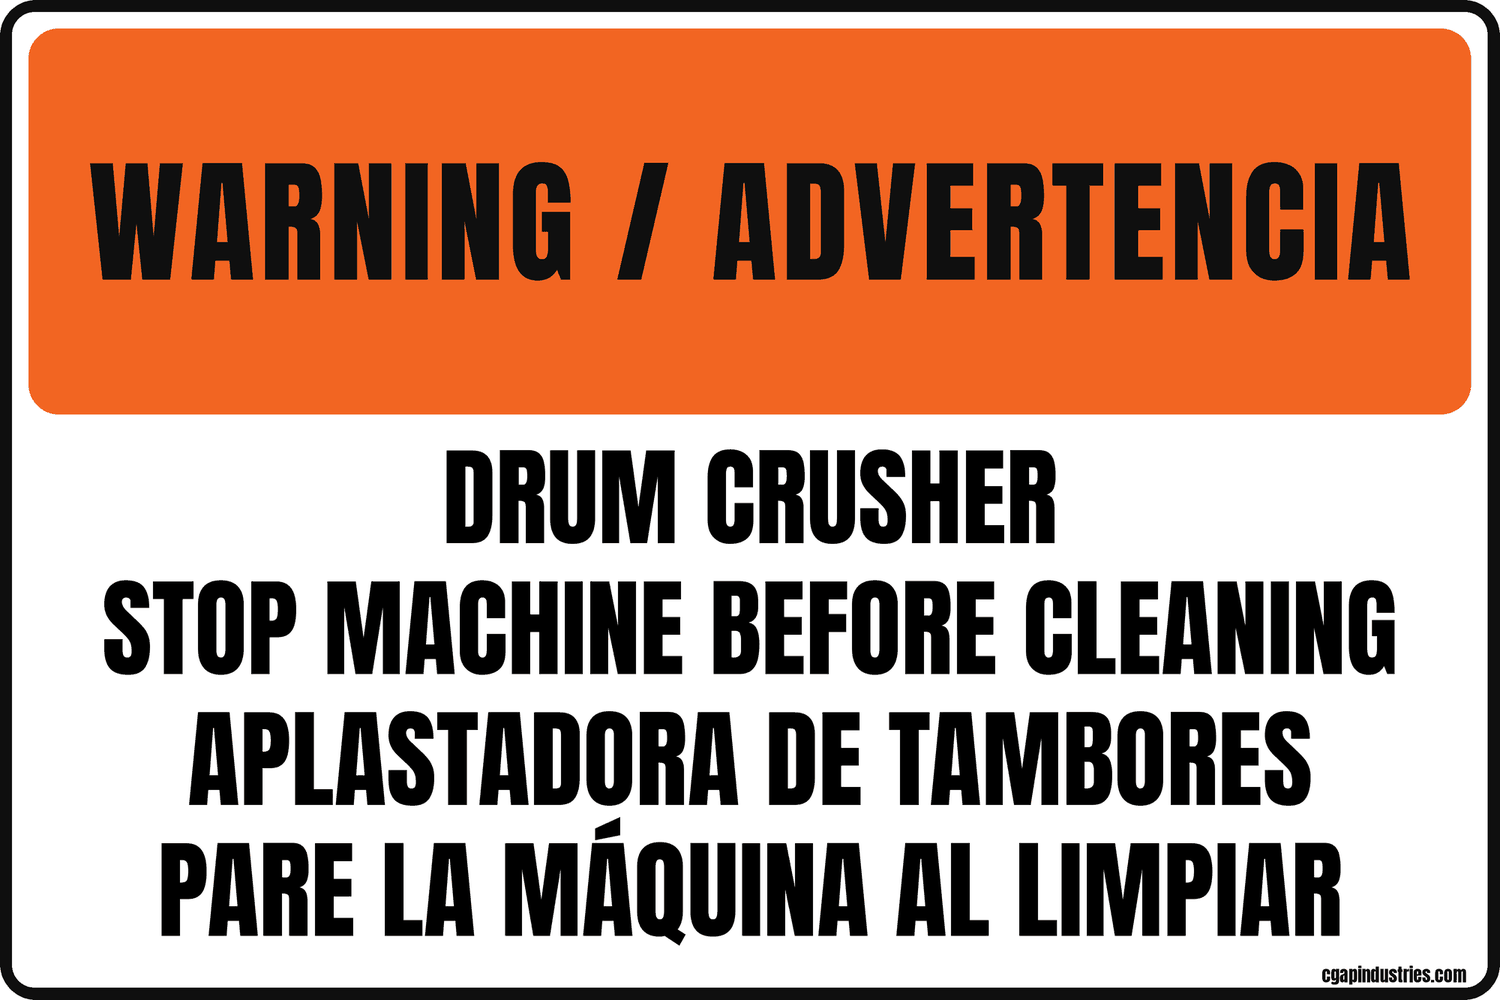 WARNING / ADVERTENCIA
DRUM CRUSHER
STOP MACHINE BEFORE CLEANING
APLASTADORA DE TAMBORES
PARE LA MÁQUINA AL LIMPIAR
cgapindustries.com